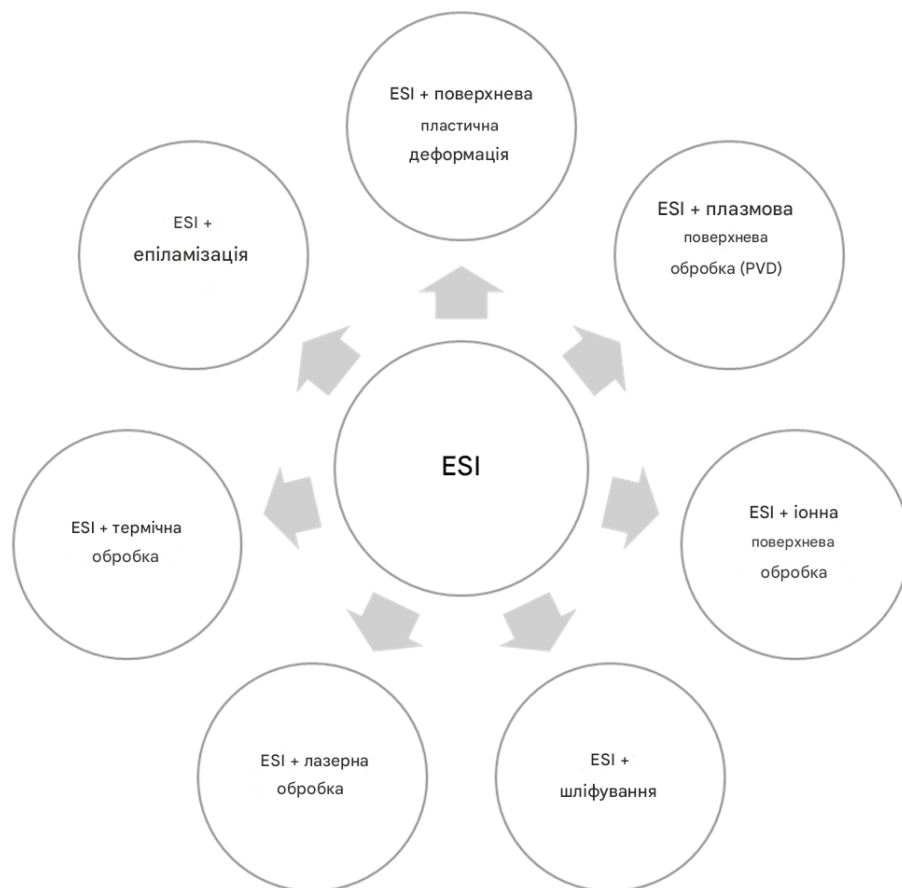 ESI + поверхнева
пластична
деформація
ESI + плазмова
поверхнева
обробка (PVD)
ESI +
епіламізація
ESI
ESI + термічна
обробка
ESI + іонна
поверхнева
обробка
ESI + лазерна
обробка
ESI +
шліфування